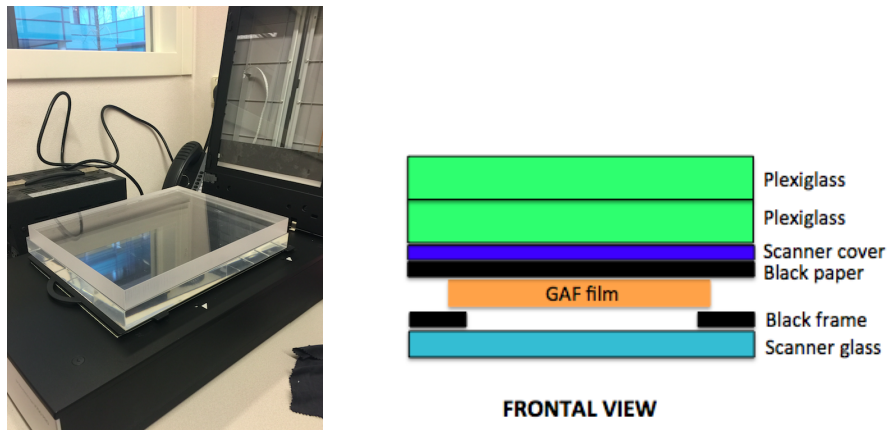 Plexiglass
Plexiglass
Scanner cover
Black paper
GAF film
Black frame
Scanner glass
FRONTAL VIEW